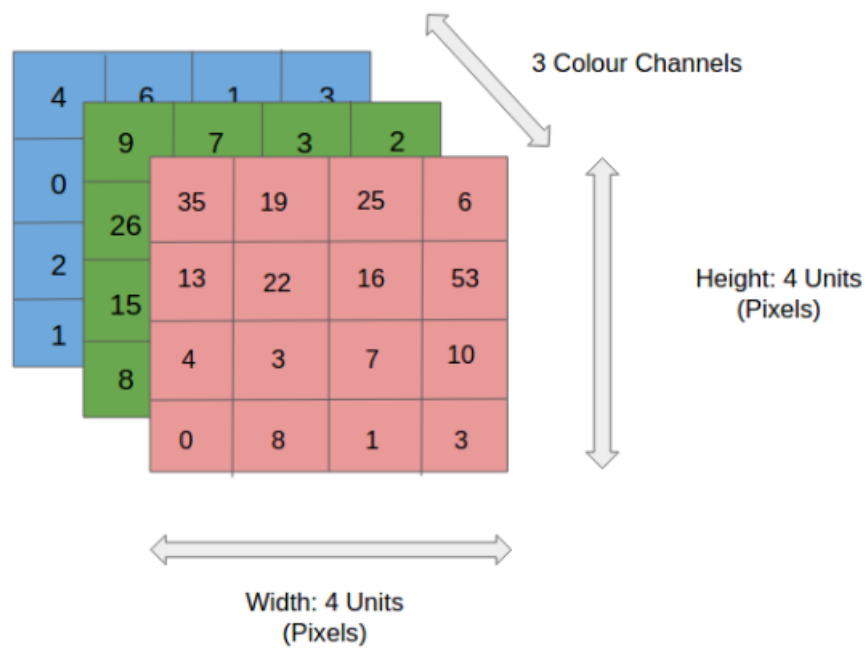 3 Colour Channels
4 6 1 3
9 7 3 2
0
26
2
15
1
8
35 19 25 6
13 22 16 53
4 3 7 10
0 8 1 3
Height: 4 Units
(Pixels)
Width: 4 Units
(Pixels)